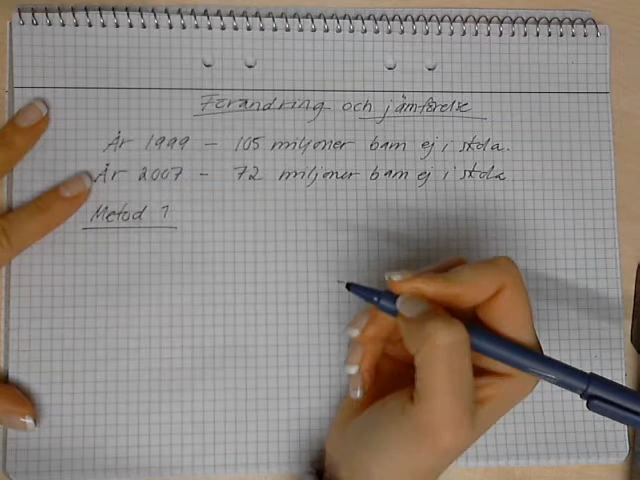 Förändring och jämförelse
År 1999 - 105 miljoner barn ej i skola.
År 2007 - 72 miljoner barn ej i skola
Metod 1